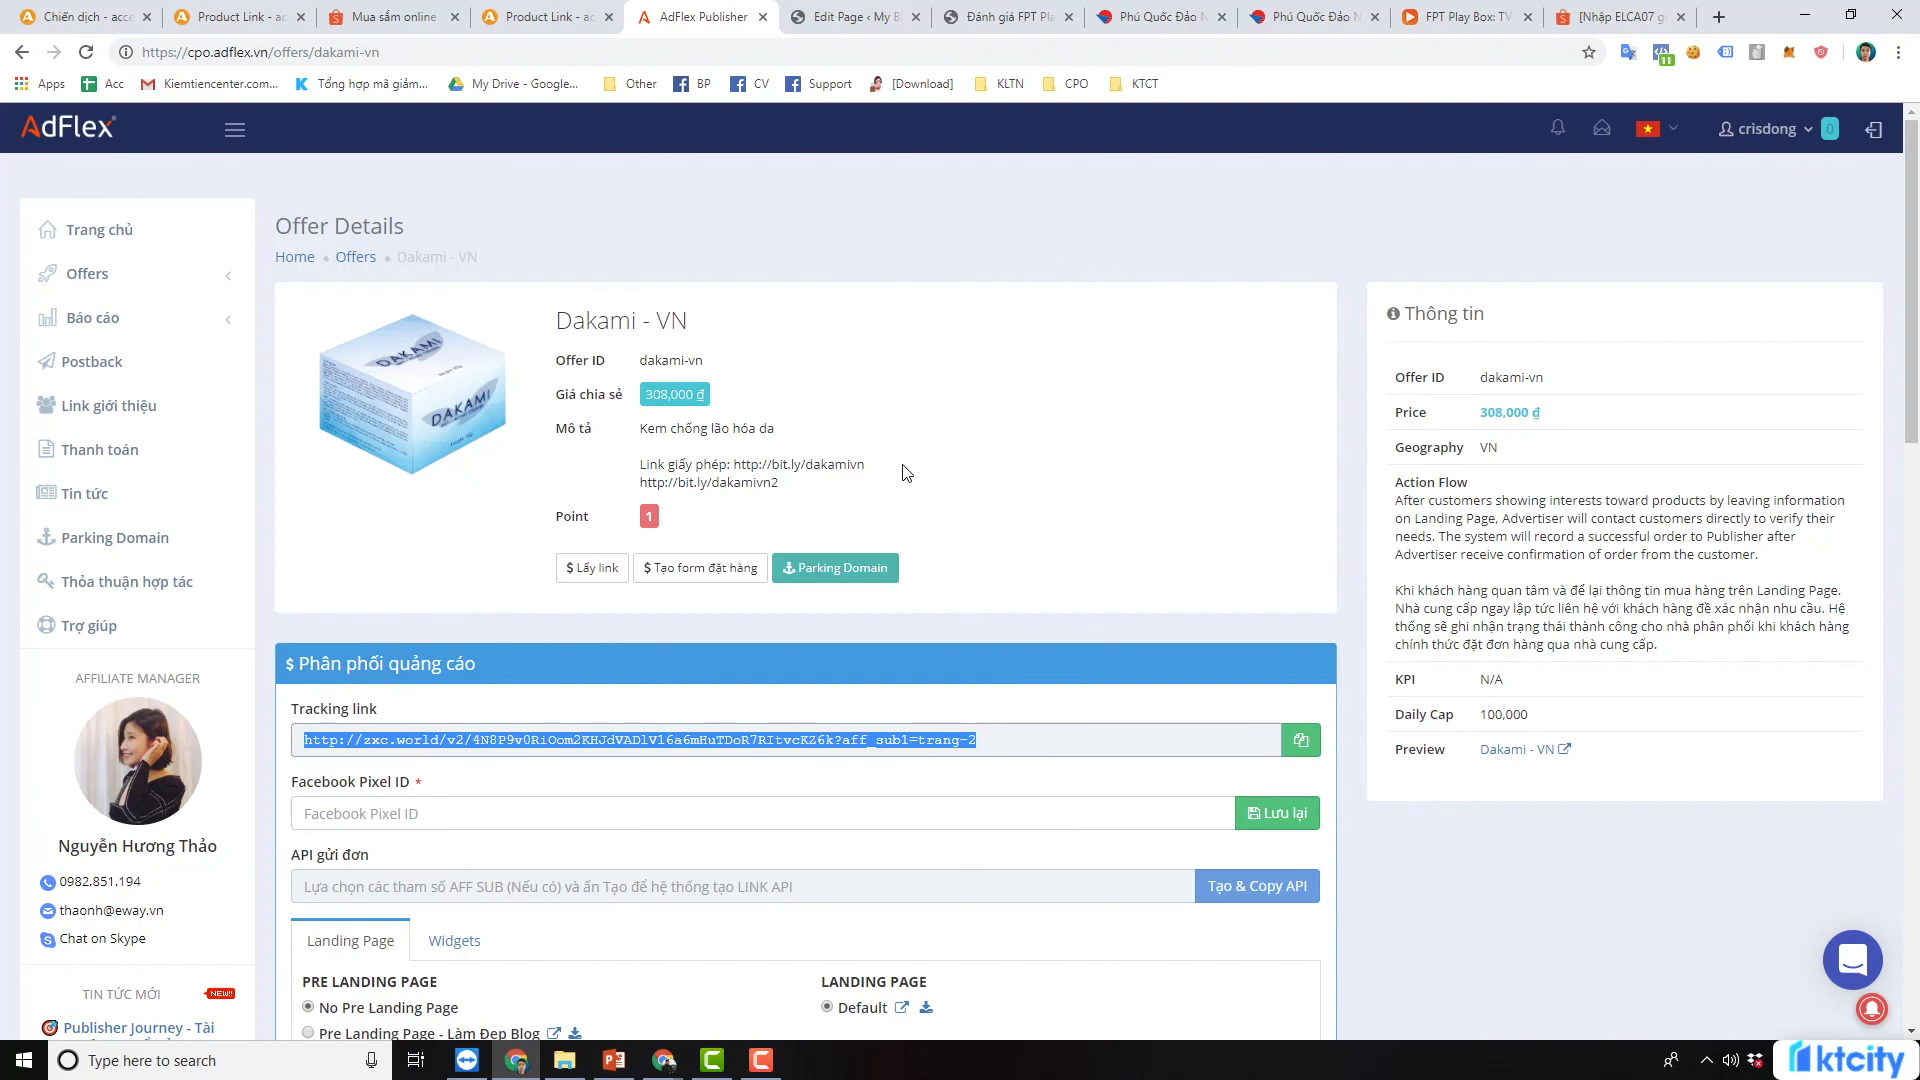 Chiến dịch - acce
Product Link - ac
Mua sắm online
Product Link - ac
AdFlex Publisher
Edit Page ‹ My B
Đánh giá FPT Pla
Phú Quốc Đảo N
Phú Quốc Đảo N
FPT Play Box: TV
[Nhập ELCA07 g
https://cpo.adflex.vn/offers/dakami-vn
11
Apps
Acc
Kiemtiencenter.com...
Tổng hợp mã giảm...
My Drive - Google...
Other
BP
CV
Support
[Download]
KLTN
CPO
KTCT
AdFlex
crisdong
0
Trang chủ
Offers
Báo cáo
Postback
Link giới thiệu
Thanh toán
Tin tức
Parking Domain
Thỏa thuận hợp tác
Trợ giúp
AFFILIATE MANAGER
Nguyễn Hương Thảo
0982.851.194
thaonh@eway.vn
Chat on Skype
TIN TỨC MỚI
NEW!!
Publisher Journey - Tài
Offer Details
Home
Offers
Dakami - VN
DAKAMI
DAKAMI
Dakami - VN
Offer ID dakami-vn
Giá chia sẻ 308,000 ₫
Mô tả Kem chống lão hóa da
Link giấy phép: http://bit.ly/dakamivn
http://bit.ly/dakamivn2
Point 1
$ Lấy link
$ Tạo form đặt hàng
Parking Domain
$ Phân phối quảng cáo
Tracking link
http://zxc.world/v2/4N8P9v0RiOom2KHJdVADlV16a6mHuTDoR7RItvcKZ6k?aff_sub1=trang-2
Facebook Pixel ID *
Facebook Pixel ID
Lưu lại
API gửi đơn
Lựa chọn các tham số AFF SUB (Nếu có) và ấn Tạo để hệ thống tạo LINK API
Tạo & Copy API
Landing Page
Widgets
PRE LANDING PAGE
No Pre Landing Page
Pre Landing Page - Làm Đẹp Blog
LANDING PAGE
Default
Thông tin
Offer ID dakami-vn
Price 308,000 ₫
Geography VN
Action Flow
After customers showing interests toward products by leaving information
on Landing Page, Advertiser will contact customers directly to verify their
needs. The system will record a successful order to Publisher after
Advertiser receive confirmation of order from the customer.
Khi khách hàng quan tâm và để lại thông tin mua hàng trên Landing Page.
Nhà cung cấp ngay lập tức liên hệ với khách hàng đề xác nhận nhu cầu. Hệ
thống sẽ ghi nhận trạng thái thành công cho nhà phân phối khi khách hàng
chính thức đặt đơn hàng qua nhà cung cấp.
KPI N/A
Daily Cap 100,000
Preview Dakami - VN
Type here to search
ktcity